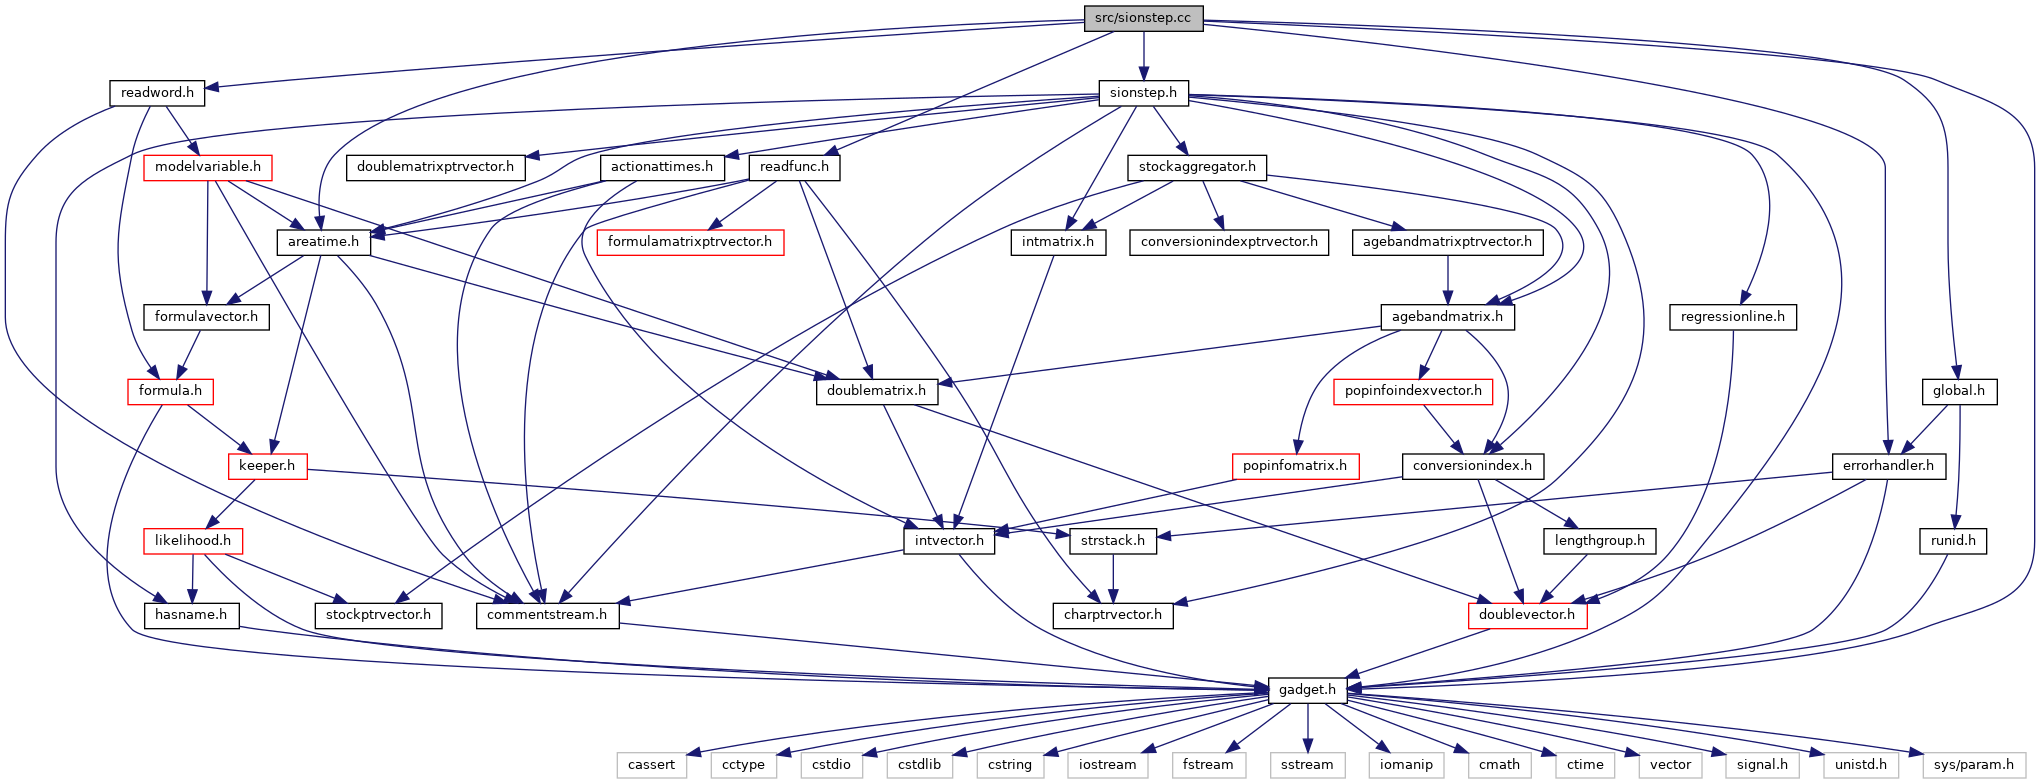 src/sionstep.cc
readword.h
sionstep.h
modelvariable.h
doublematrixptrvector.h
actionattimes.h
readfunc.h
stockaggregator.h
areatime.h
formulamatrixptrvector.h
intmatrix.h
conversionindexptrvector.h
agebandmatrixptrvector.h
formulavector.h
agebandmatrix.h
regressionline.h
formula.h
doublematrix.h
popinfoindexvector.h
global.h
keeper.h
popinfomatrix.h
conversionindex.h
errorhandler.h
likelihood.h
intvector.h
strstack.h
lengthgroup.h
runid.h
hasname.h
stockptrvector.h
commentstream.h
charptrvector.h
doublevector.h
gadget.h
cassert
cctype
cstdio
cstdlib
cstring
iostream
fstream
sstream
iomanip
cmath
ctime
vector
signal.h
unistd.h
sys/param.h